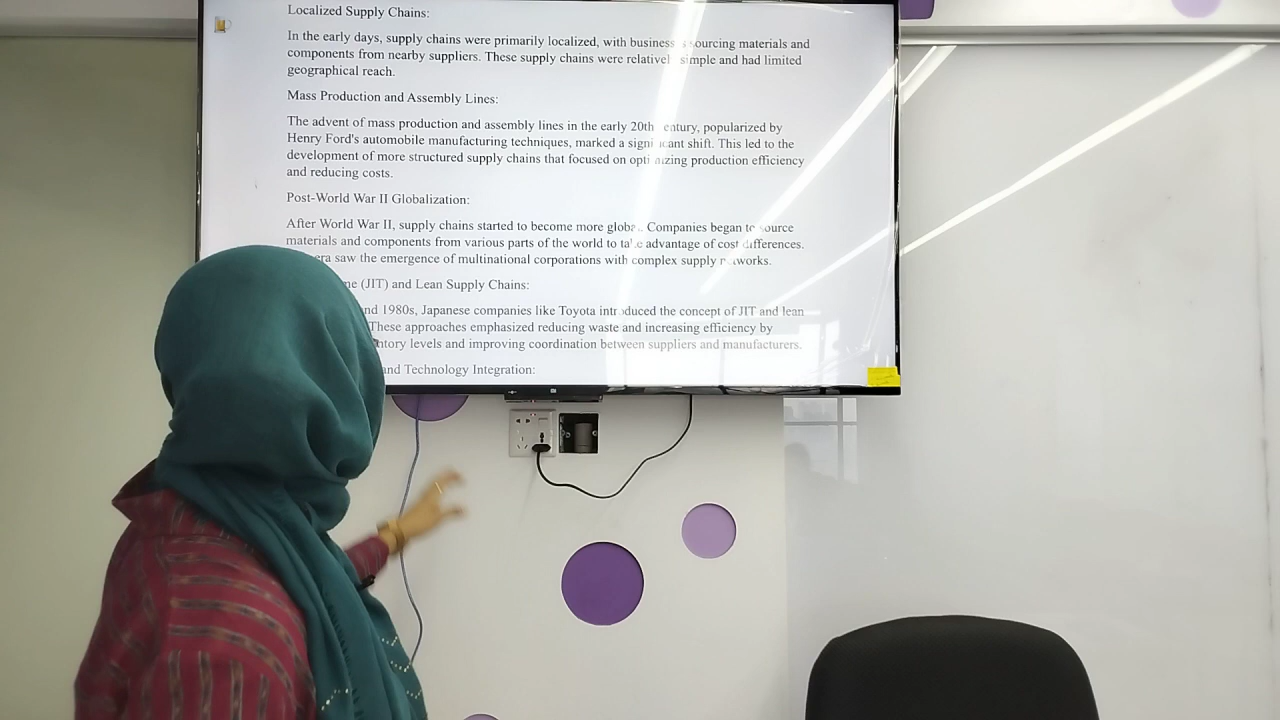 Localized Supply Chains:
In the early days, supply chains were primarily localized, with business sourcing materials and
components from nearby suppliers. These supply chains were relatively simple and had limited
geographical reach.
Mass Production and Assembly Lines:
The advent of mass production and assembly lines in the early 20th century, popularized by
Henry Ford's automobile manufacturing techniques, marked a significant shift. This led to the
development of more structured supply chains that focused on optimizing production efficiency
and reducing costs.
Post-World War II Globalization:
After World War II, supply chains started to become more global. Companies began to source
materials and components from various parts of the world to take advantage of cost differences.
era saw the emergence of multinational corporations with complex supply networks.
(JIT) and Lean Supply Chains:
1980s, Japanese companies like Toyota introduced the concept of JIT and lean
These approaches emphasized reducing waste and increasing efficiency by
levels and improving coordination between suppliers and manufacturers.
and Technology Integration: